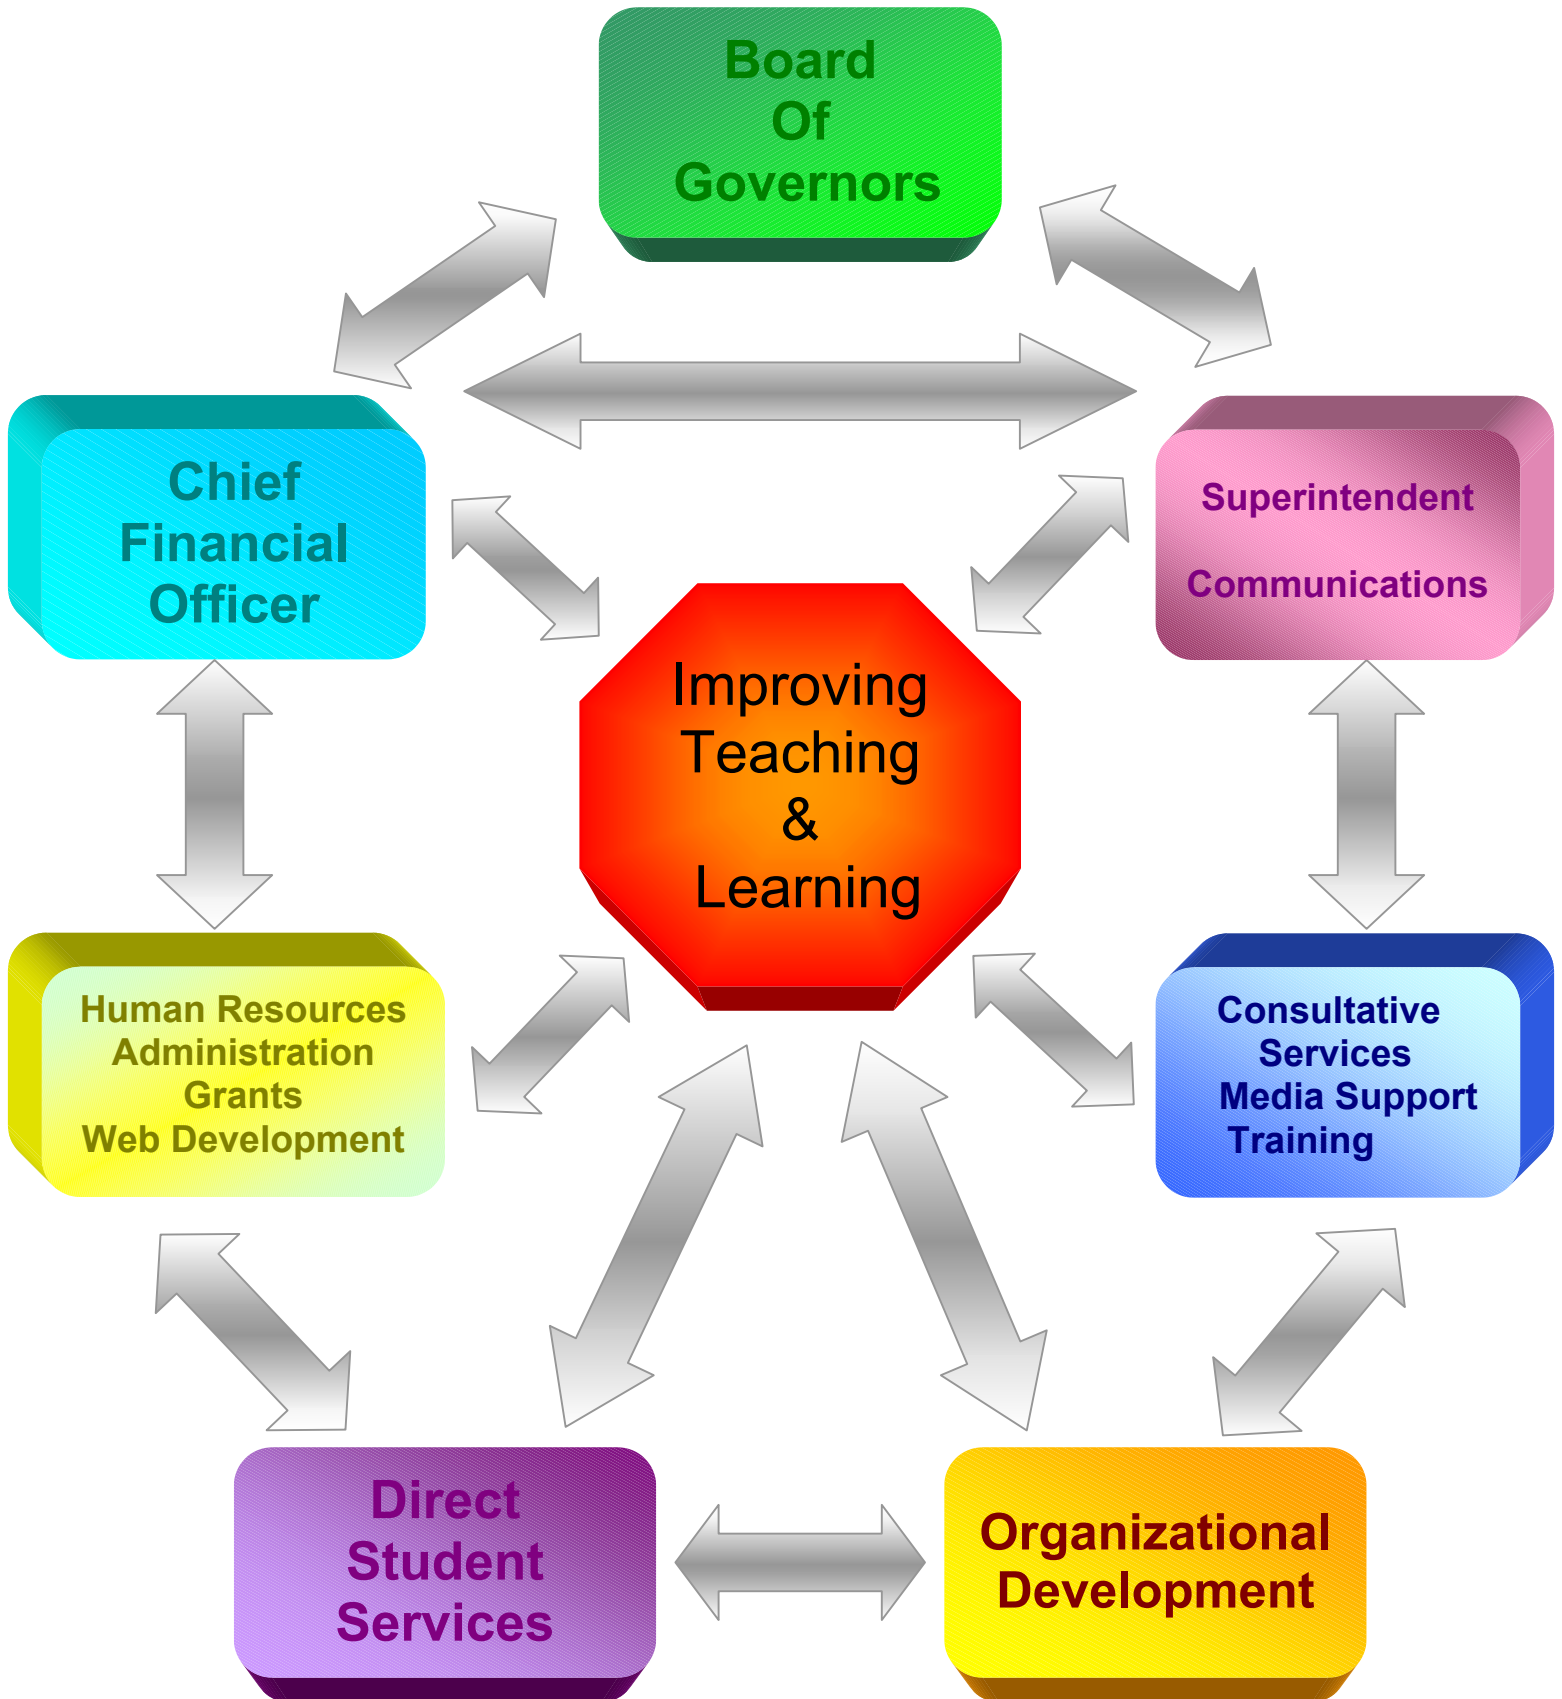 Board
Of
Governors
Chief
Financial
Officer
Superintendent
Communications
Improving
Teaching
&
Learning
Human Resources
Administration
Grants
Web Development
Consultative
Services
Media Support
Training
Direct
Student
Services
Organizational
Development